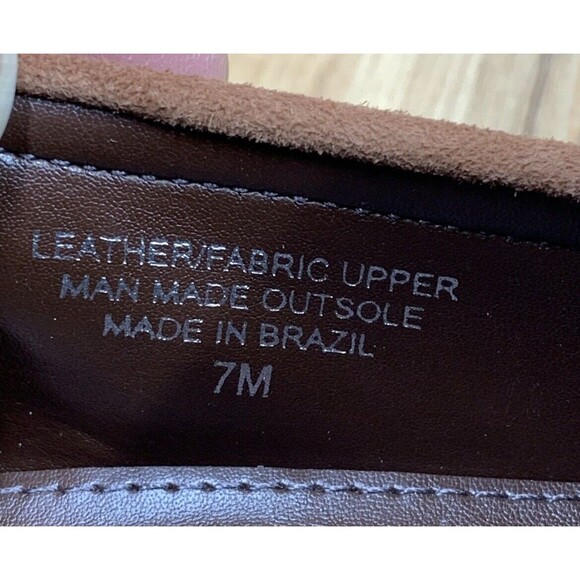 LEATHER/FABRIC UPPER
MAN MADE OUTSOLE
MADE IN BRAZIL
7M